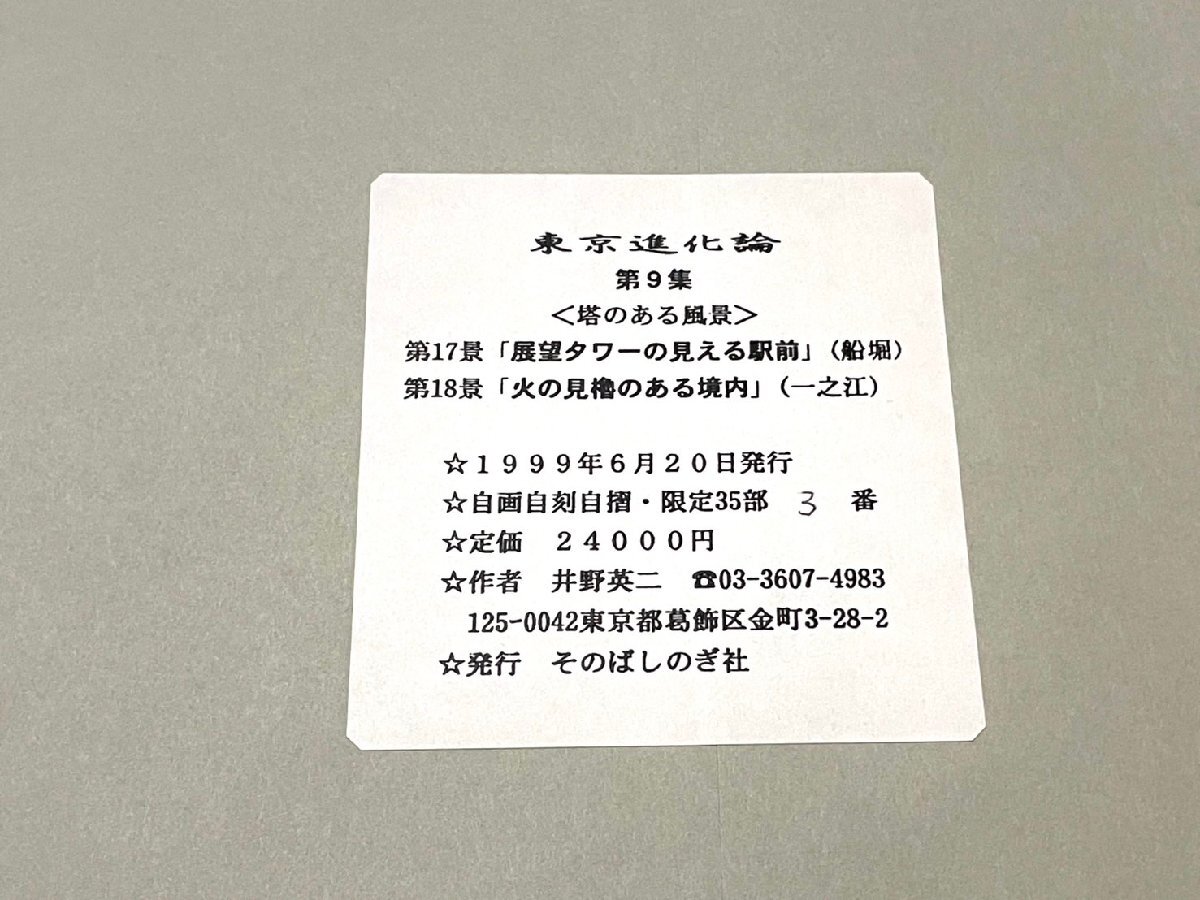 東京進化論
第9集
＜塔のある風景＞
第17景「展望タワーの見える駅前」（船堀）
第18景「火の見櫓のある境内」（一之江）
☆１９９９年６月２０日発行
☆自画自刻自摺・限定35部 3 番
☆定価 ２４０００円
☆作者 井野英二 ☎03-3607-4983
125-0042東京都葛飾区金町3-28-2
☆発行 そのばしのぎ社